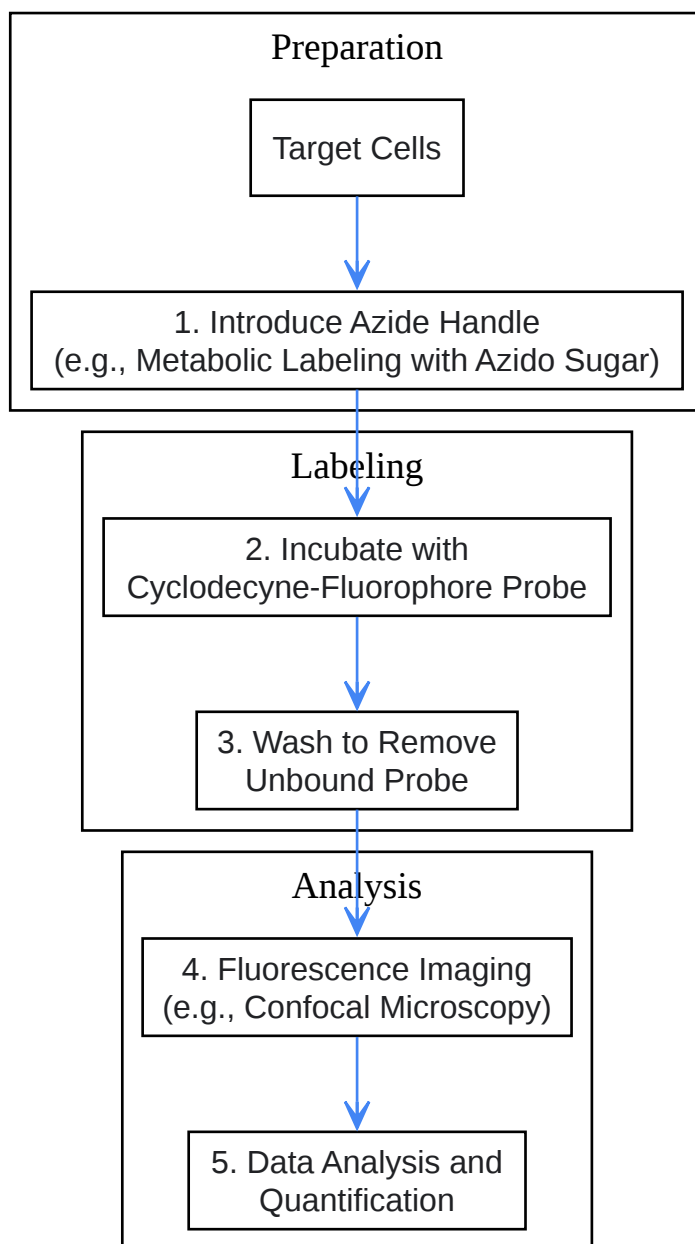 Preparation
Target Cells
1. Introduce Azide Handle
(e.g., Metabolic Labeling with Azido Sugar)
Labeling
2. Incubate with
Cyclodecyne-Fluorophore Probe
3. Wash to Remove
Unbound Probe
Analysis
4. Fluorescence Imaging
(e.g., Confocal Microscopy)
5. Data Analysis and
Quantification